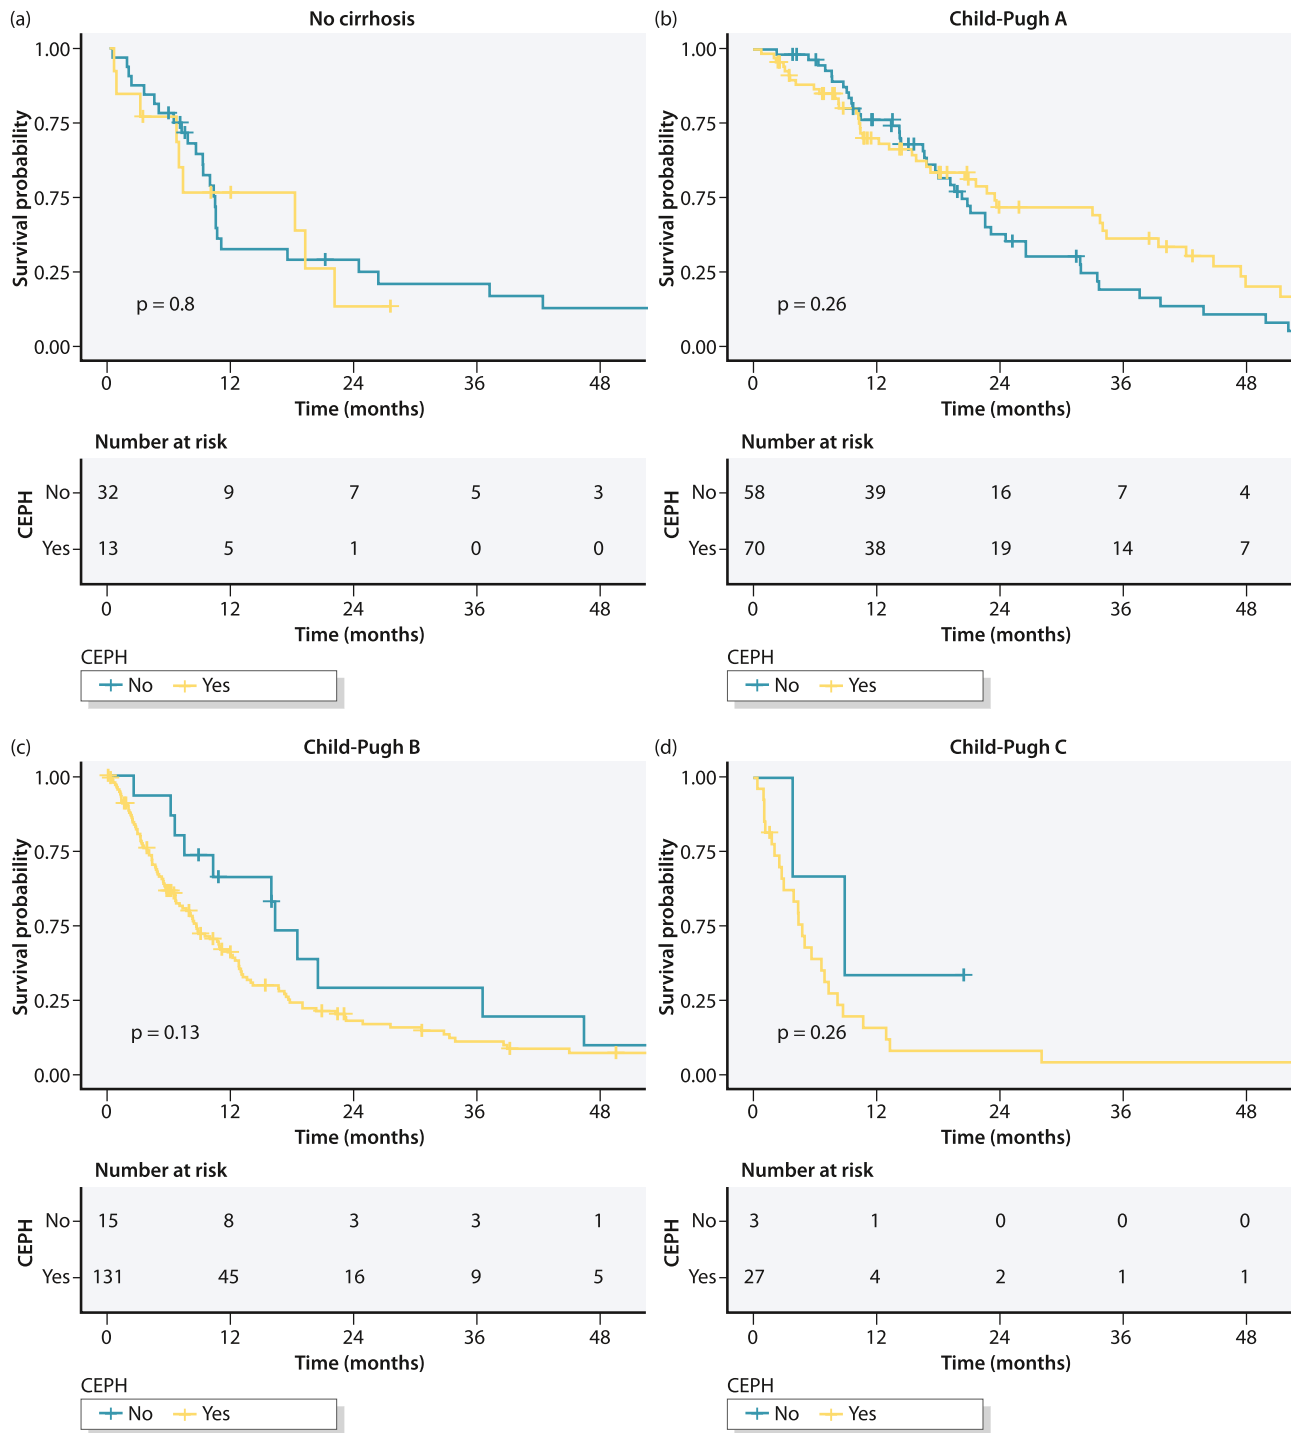 (a) No cirrhosis
Survival probability
1.00
0.75
0.75
0.25
0.00
p = 0.8
0 12 24 36 48
Time (months)
Number at risk
CEPH
No 32 9 7 5 3
Yes 13 5 1 0 0
0 12 24 36 48
Time (months)
CEPH
No Yes
(b) Child-Pugh A
Survival probability
1.00
0.75
0.75
0.25
0.00
p = 0.26
0 12 24 36 48
Time (months)
Number at risk
CEPH
No 58 39 16 7 4
Yes 70 38 19 14 7
0 12 24 36 48
Time (months)
CEPH
No Yes
(c) Child-Pugh B
Survival probability
1.00
0.75
0.75
0.25
0.00
p = 0.13
0 12 24 36 48
Time (months)
Number at risk
CEPH
No 15 8 3 3 1
Yes 131 45 16 9 5
0 12 24 36 48
Time (months)
CEPH
No Yes
(d) Child-Pugh C
Survival probability
1.00
0.75
0.75
0.25
0.00
p = 0.26
0 12 24 36 48
Time (months)
Number at risk
CEPH
No 3 1 0 0 0
Yes 27 4 2 1 1
0 12 24 36 48
Time (months)
CEPH
No Yes